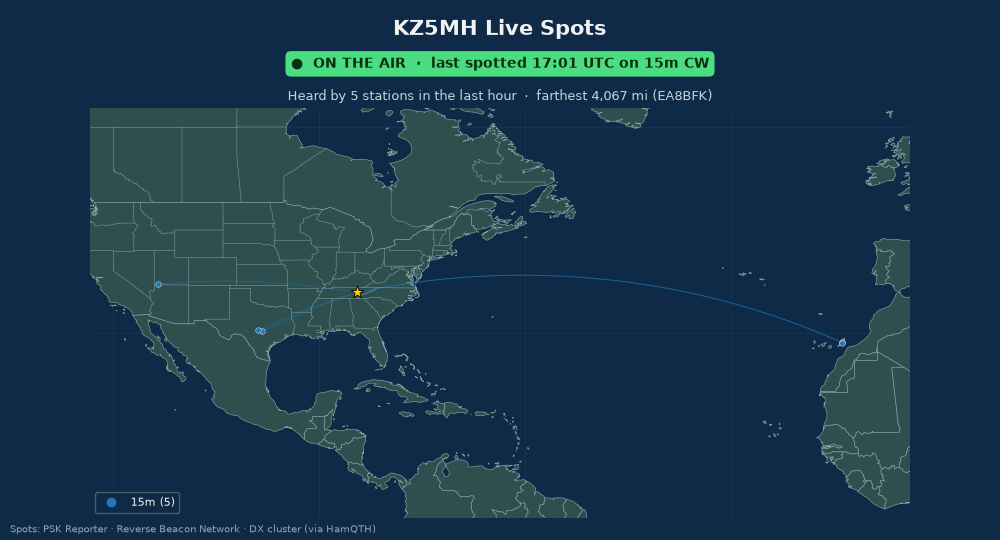 KZ5MH Live Spots
● ON THE AIR · last spotted 17:01 UTC on 15m CW
Heard by 5 stations in the last hour · farthest 4,067 mi (EA8BFK)
15m (5)
Spots: PSK Reporter · Reverse Beacon Network · DX cluster (via HamQTH)